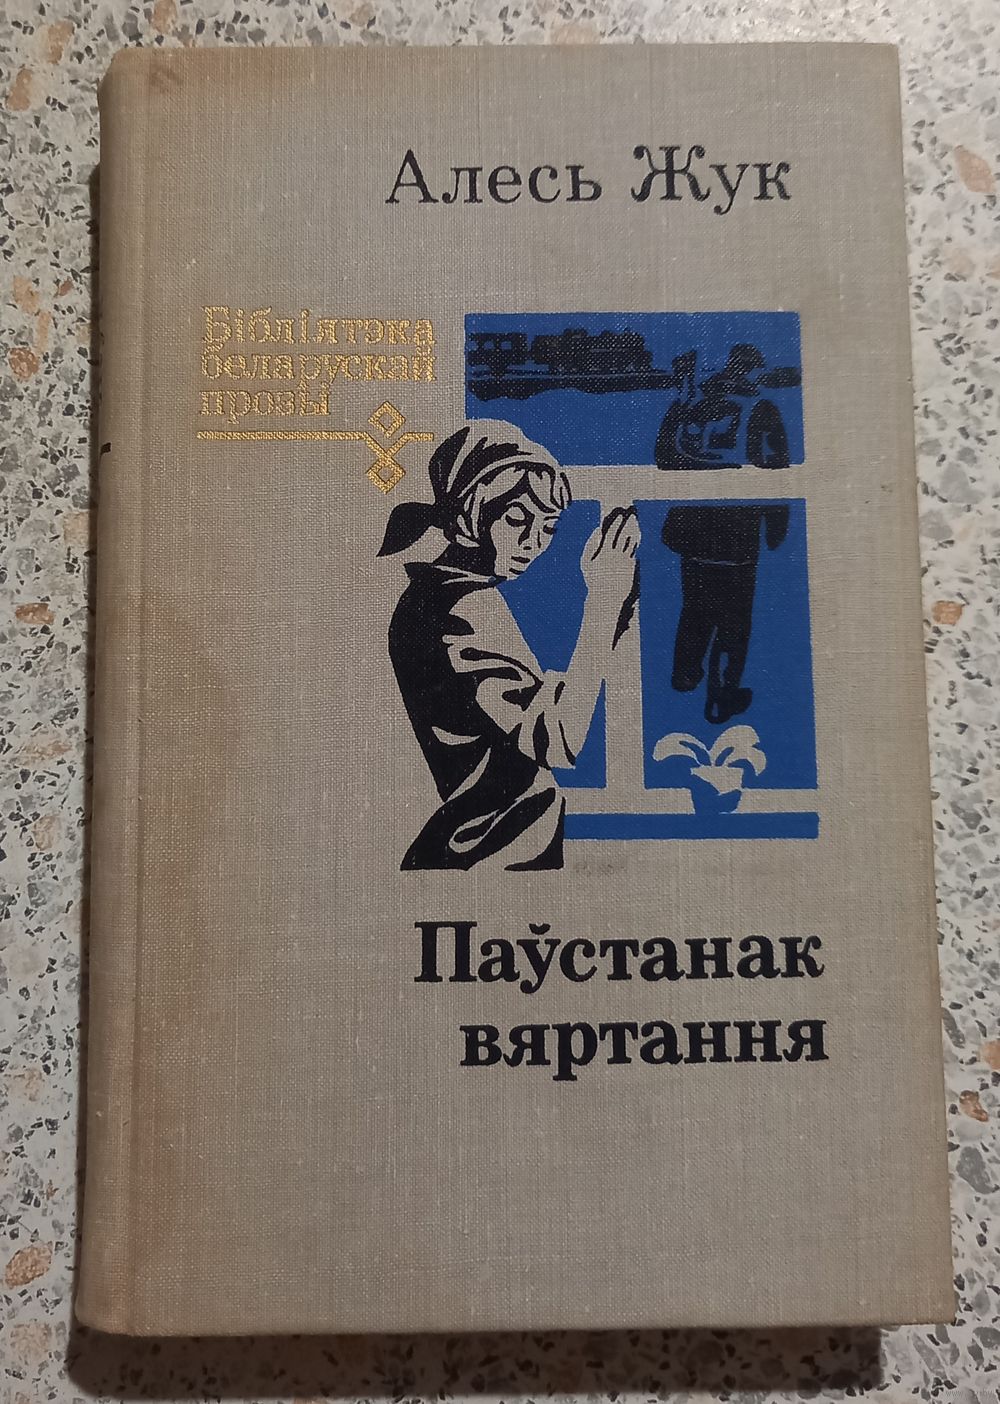 Алесь Жук
Бібліятэка
беларускай
прозы
Паўстанак
вяртання